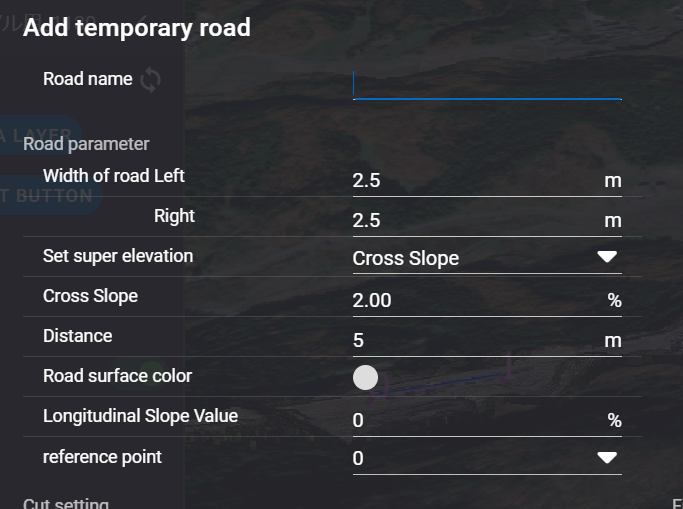 Add temporary road
Road name
A LAYER
Road parameter
Width of road Left 2.5 m
T BUTTON
Right 2.5 m
Set super elevation Cross Slope
Cross Slope 2.00 %
Distance 5 m
Road surface color
Longitudinal Slope Value 0 %
reference point 0
Cut setting